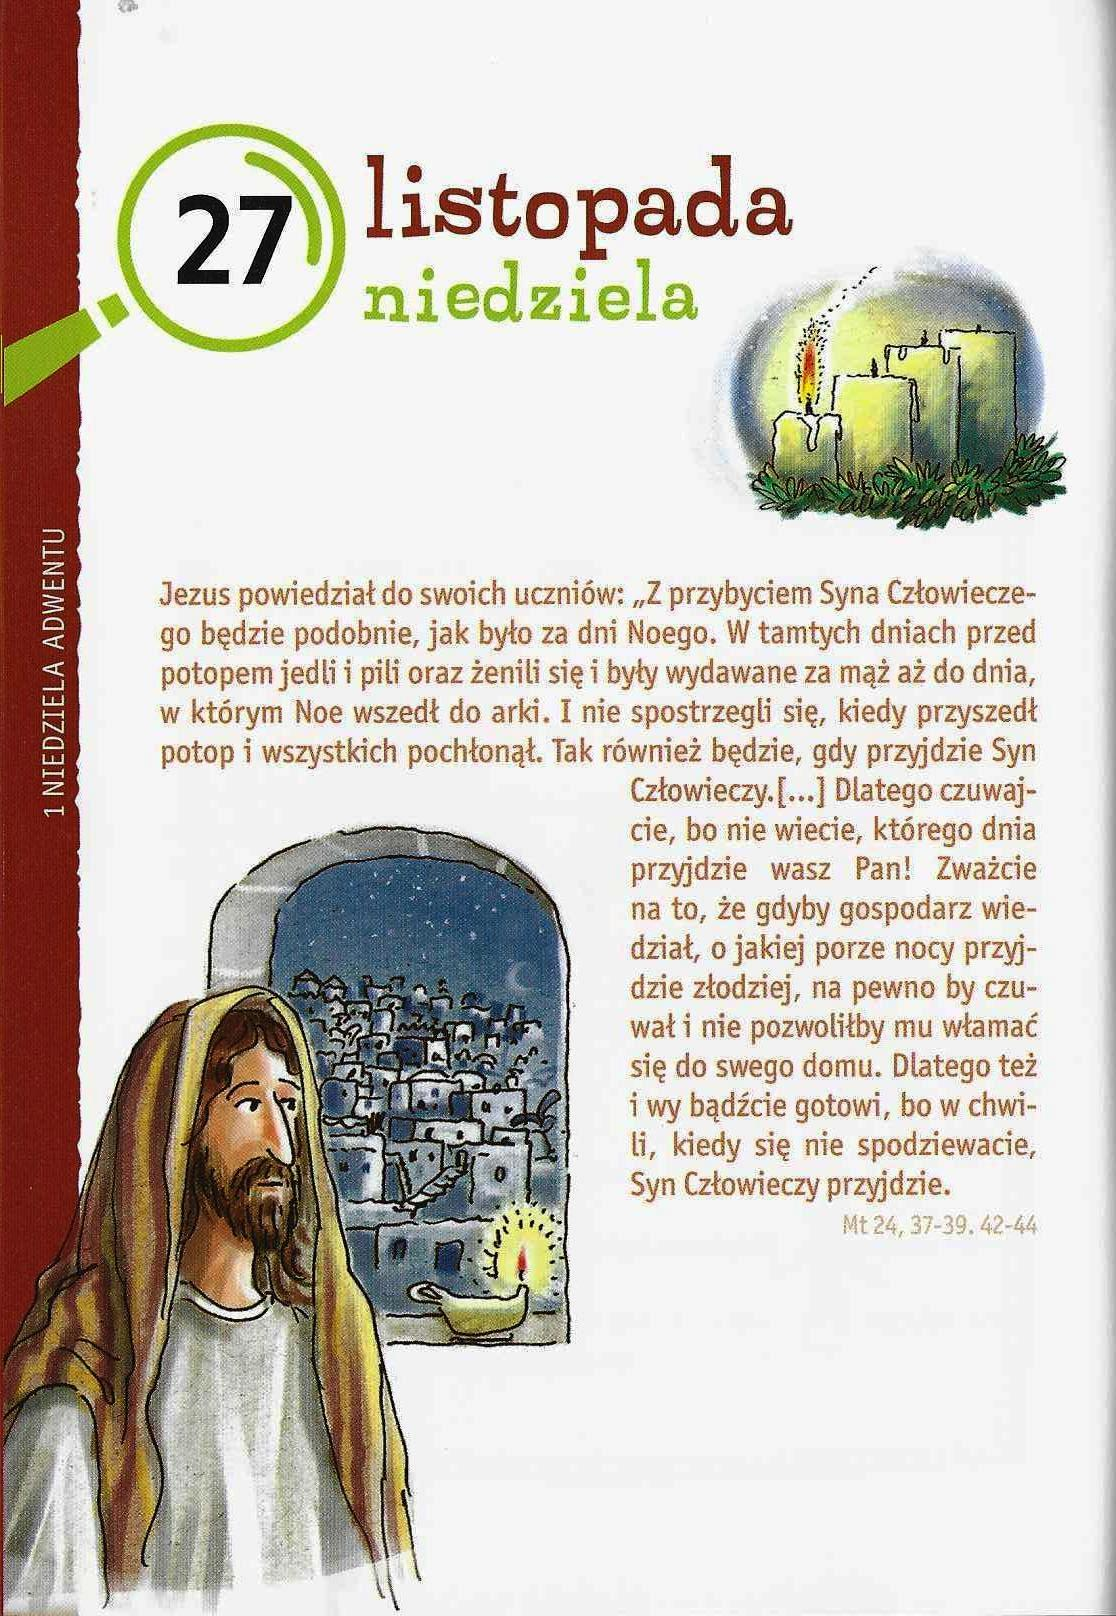 27
listopada
niedziela
1 NIEDZIELA ADWENTU
Jezus powiedział do swoich uczniów: „Z przybyciem Syna Człowiecze-
go będzie podobnie, jak było za dni Noego. W tamtych dniach przed
potopem jedli i pili oraz żenili się i były wydawane za mąż aż do dnia,
w którym Noe wszedł do arki. I nie spostrzegli się, kiedy przyszedł
potop i wszystkich pochłonął. Tak również będzie, gdy przyjdzie Syn
Człowieczy.[...] Dlatego czuwaj-
cie, bo nie wiecie, którego dnia
przyjdzie wasz Pan! Zważcie
na to, że gdyby gospodarz wie-
dział, o jakiej porze nocy przyj-
dzie złodziej, na pewno by czu-
wał i nie pozwoliłby mu włamać
się do swego domu. Dlatego też
i wy bądźcie gotowi, bo w chwi-
li, kiedy się nie spodziewacie,
Syn Człowieczy przyjdzie.
Mt 24, 37-39. 42-44